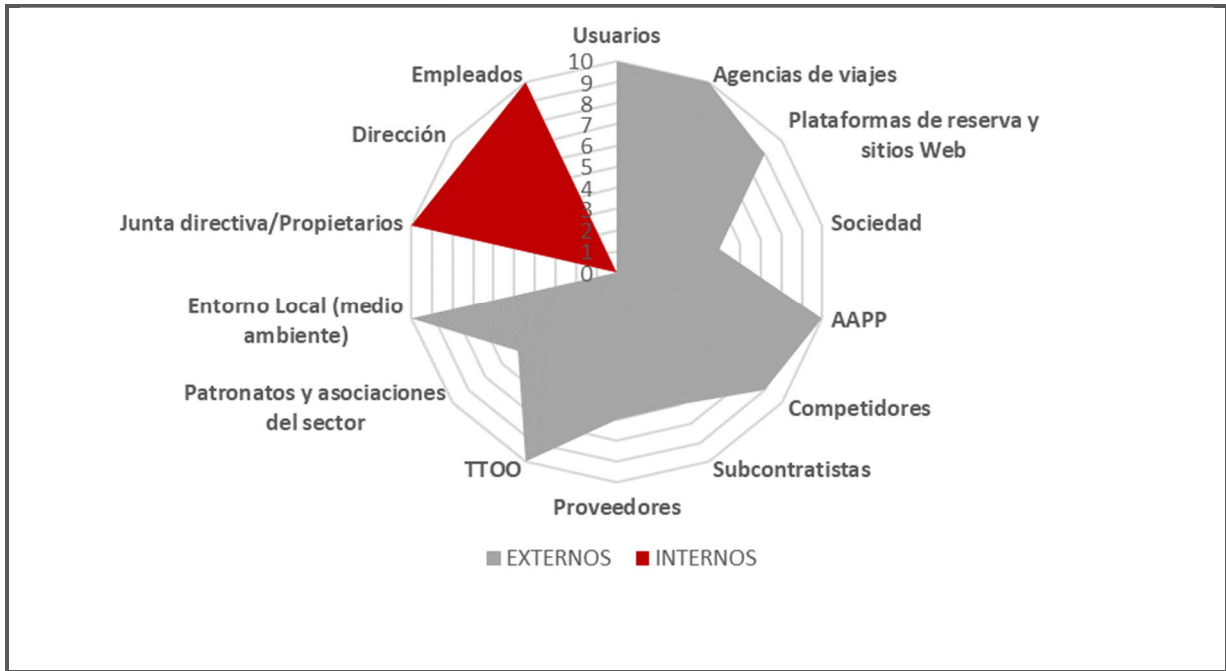 Usuarios
Agencias de viajes
Plataformas de reserva y
sitios Web
Sociedad
AAPP
Competidores
Subcontratistas
Proveedores
TTOO
Patronatos y asociaciones
del sector
Entorno Local (medio
ambiente)
Junta directiva/Propietarios
Dirección
Empleados
10
9
8
7
6
5
4
3
2
1
0
EXTERNOS
INTERNOS